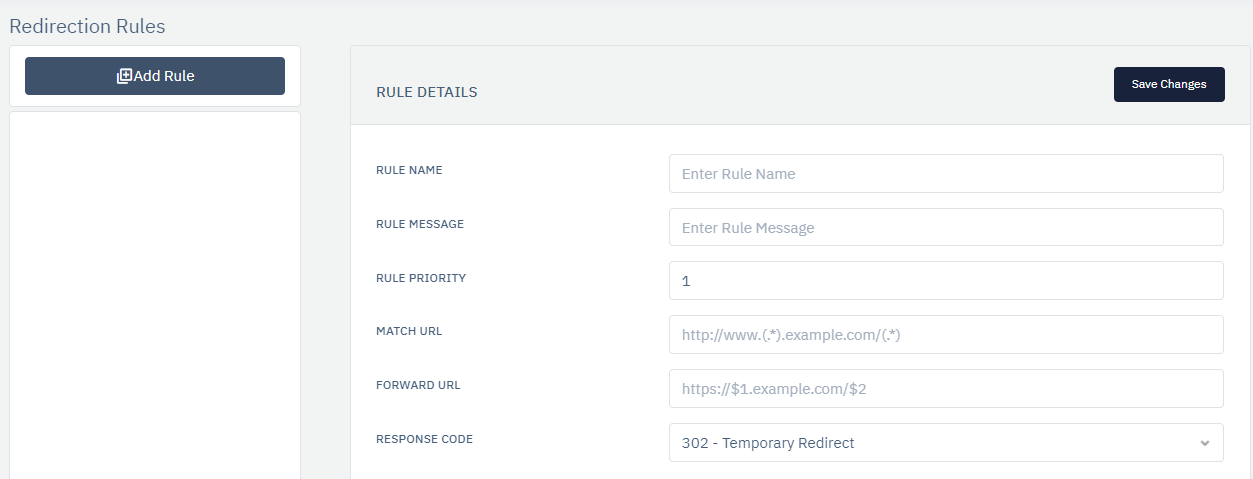 Redirection Rules
Add Rule
RULE DETAILS
Save Changes
RULE NAME
Enter Rule Name
RULE MESSAGE
Enter Rule Message
RULE PRIORITY
1
MATCH URL
http://www.(.*).example.com/(.*)
FORWARD URL
https://$1.example.com/$2
RESPONSE CODE
302 - Temporary Redirect